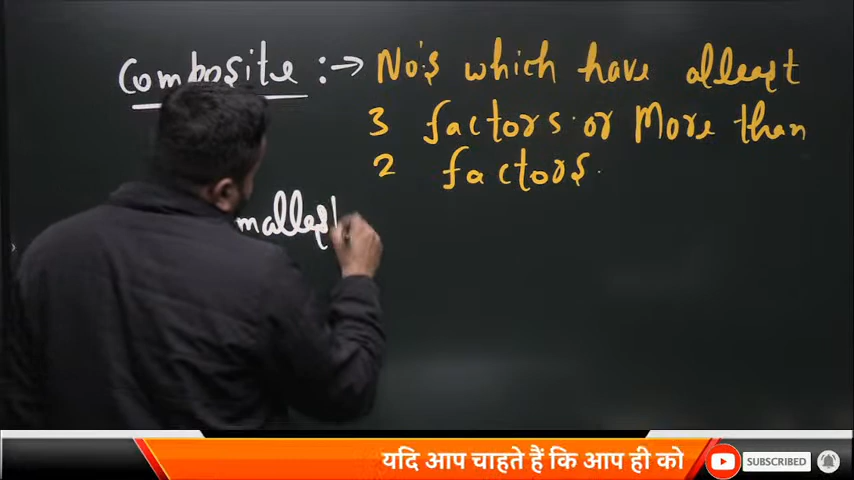 Composite :→ No's which have atleast
3 factors or More than
2 factors.
mallest
यदि आप चाहते हैं कि आप ही को
SUBSCRIBED